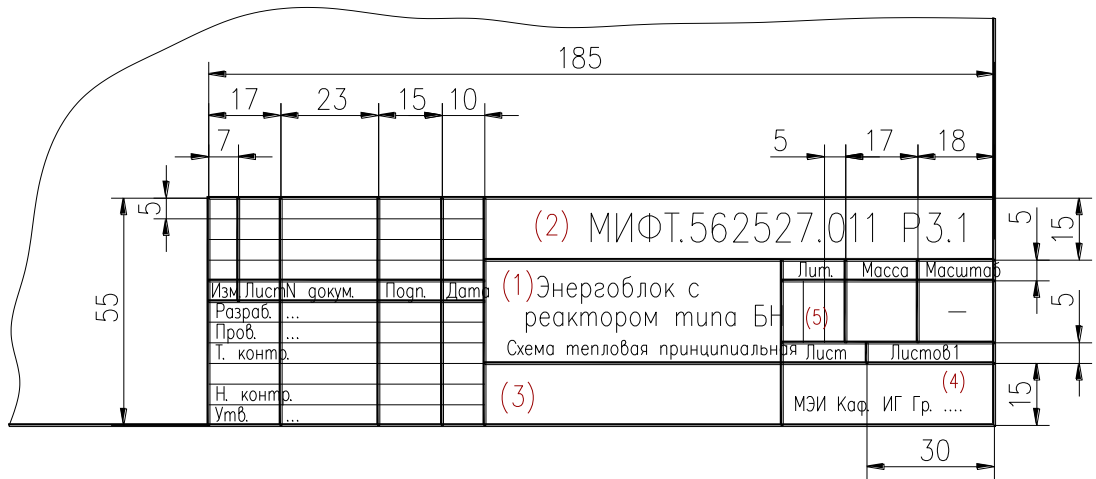 185
17 23 15 10
7 5 17 18
5
(2) МИФТ.562527.011 Р3.1
5 15
55
Лит. Масса Масштаб
Изм. Лист N докум. Подп. Дата
(1) Энергоблок с
реактором типа БН
(5) —
5
Разраб. ...
Пров.
Т. контр.
Схема тепловая принципиальная
Лист Листов1
(3)
(4)
Н. контр.
МЭИ Каф. ИГ Гр. ....
15
Утв. ...
30